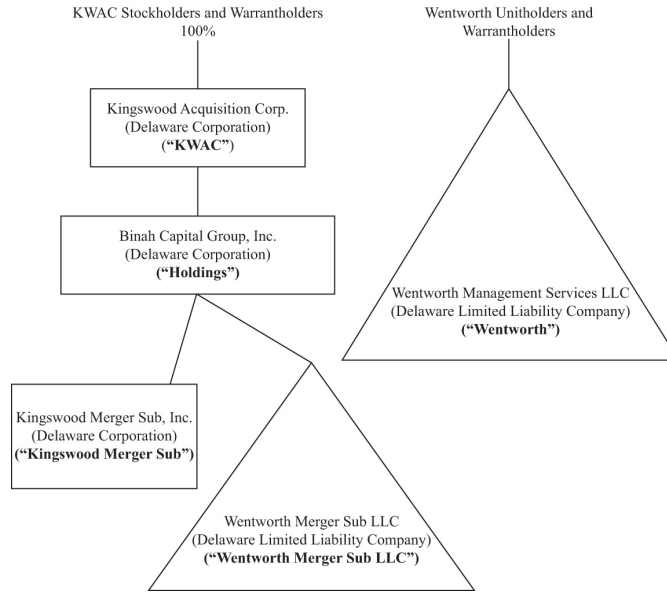 KWAC Stockholders and Warrantholders
100%
Wentworth Unitholders and
Warrantholders
Kingswood Acquisition Corp.
(Delaware Corporation)
(“KWAC”)
Binah Capital Group, Inc.
(Delaware Corporation)
(“Holdings”)
Wentworth Management Services LLC
(Delaware Limited Liability Company)
(“Wentworth”)
Kingswood Merger Sub, Inc.
(Delaware Corporation)
(“Kingswood Merger Sub”)
Wentworth Merger Sub LLC
(Delaware Limited Liability Company)
(“Wentworth Merger Sub LLC”)